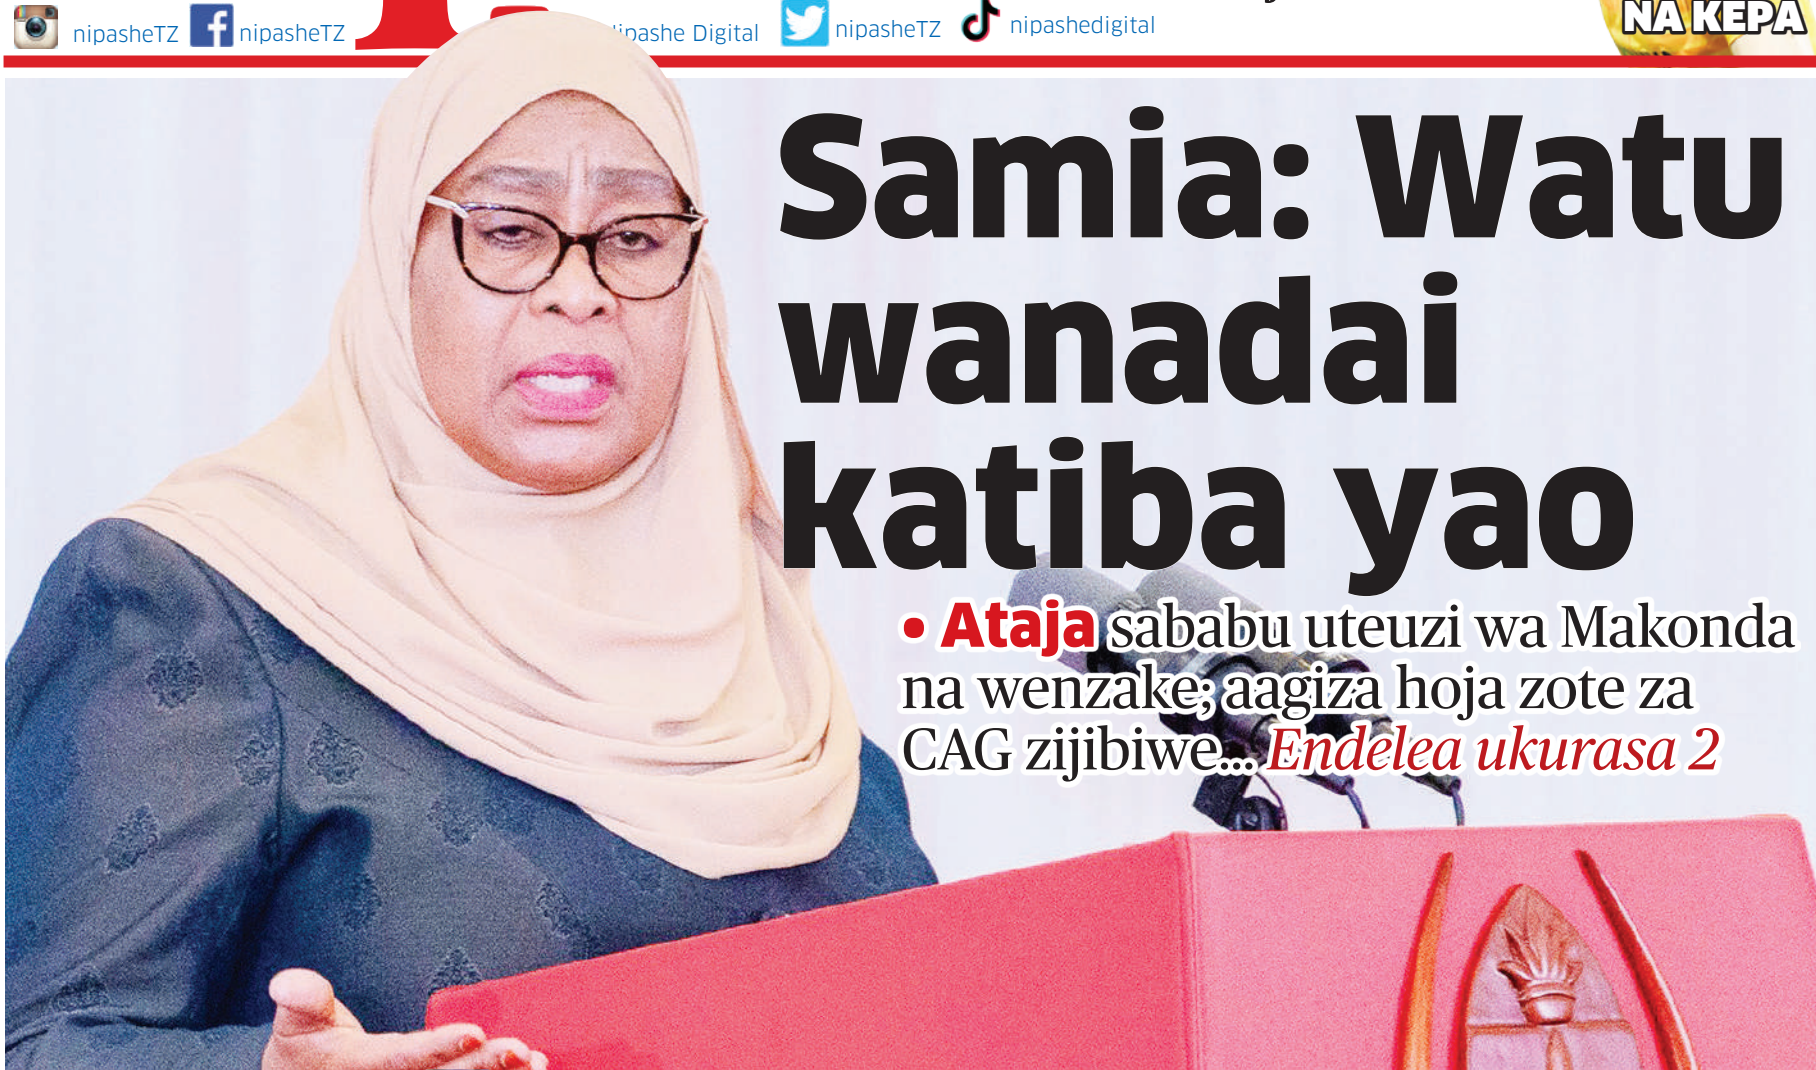 nipasheTZ
nipasheTZ
Nipashe Digital
nipasheTZ
nipashedigital
NA KEPA
Samia: Watu
wanadai
katiba yao
• Ataja sababu uteuzi wa Makonda
na wenzake; aagiza hoja zote za
CAG zijibiwe... Endelea ukurasa 2